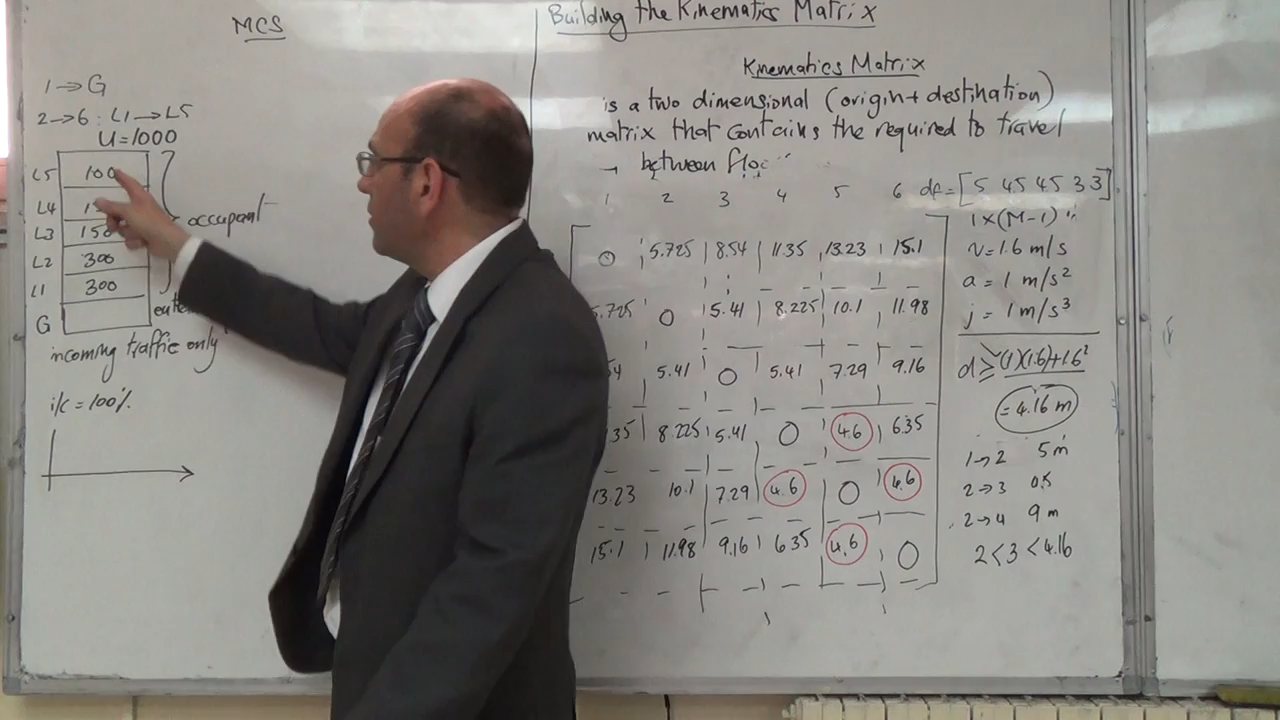 MCS
1 → G
2 → 6 : L1 → L5
U = 1000
L5 100
L4
L3 150
L2 300
L1 300
G
occupant
incoming traffic only
i/c = 100%
Building the Kinematics Matrix
Kinematics Matrix
is a two dimensional (origin + destination)
matrix that contains the required to travel
between
1 2 3 4 5 6
0 5.725 8.54 11.35 13.23 15.1
5.725 0 5.41 8.225 10.1 11.98
5.41 0 5.41 7.29 9.16
8.225 5.41 0 4.6 6.35
13.23 10.1 7.29 4.6 0 4.6
15.1 11.98 9.16 6.35 4.6 0
df = [5 4.5 4.5 3 3]
1 × (M-1)
v = 1.6 m/s
a = 1 m/s²
j = 1 m/s³
d ≥ (1)(1.6)+1.6²
= 4.16 m
1→2 5m
2→3
2→4 9 m
2 < 3 < 4.16